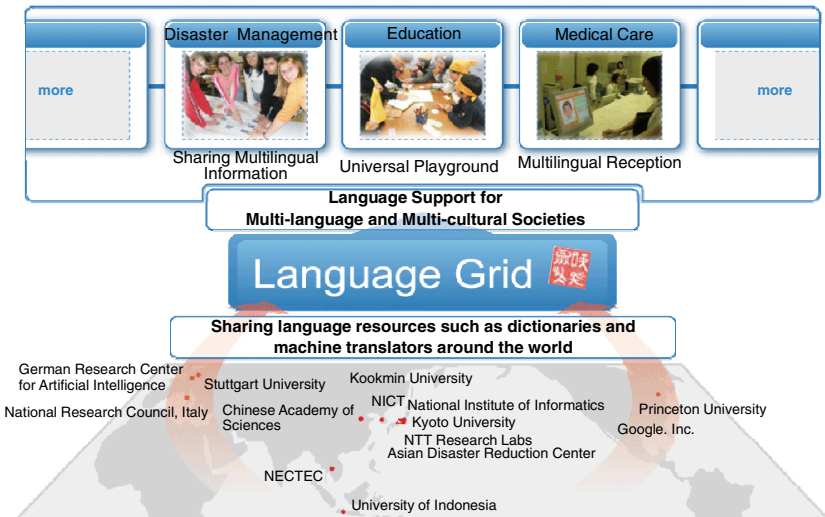 Disaster Management
Education
Medical Care
more
more
Sharing Multilingual
Information
Universal Playground
Multilingual Reception
Language Support for
Multi-language and Multi-cultural Societies
Language Grid
Sharing language resources such as dictionaries and
machine translators around the world
German Research Center
for Artificial Intelligence
Stuttgart University
Kookmin University
National Research Council, Italy
Chinese Academy of
Sciences
NICT
National Institute of Informatics
Kyoto University
NTT Research Labs
Asian Disaster Reduction Center
Princeton University
Google. Inc.
NECTEC
University of Indonesia